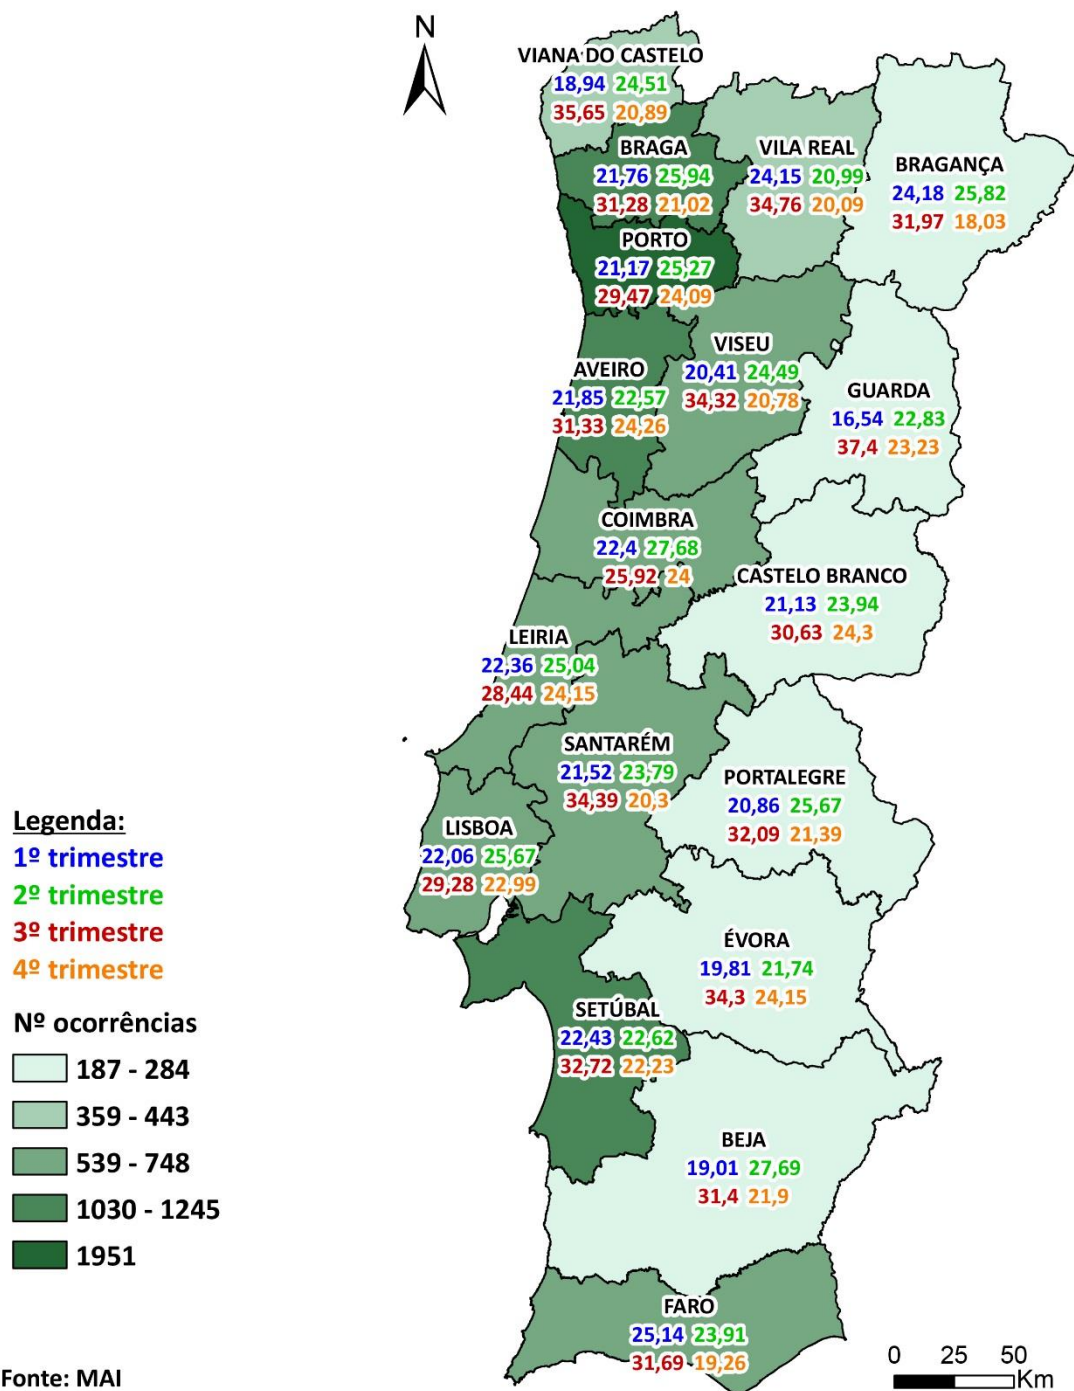 N
VIANA DO CASTELO
18,94 24,51
35,65 20,89
BRAGA
21,76 25,94
31,28 21,02
VILA REAL
24,15 20,99
34,76 20,09
BRAGANÇA
24,18 25,82
31,97 18,03
PORTO
21,17 25,27
29,47 24,09
VISEU
20,41 24,49
34,32 20,78
AVEIRO
21,85 22,57
31,33 24,26
GUARDA
16,54 22,83
37,4 23,23
COIMBRA
22,4 27,68
25,92 24
CASTELO BRANCO
21,13 23,94
30,63 24,3
LEIRIA
22,36 25,04
28,44 24,15
SANTARÉM
21,52 23,79
34,39 20,3
PORTALEGRE
20,86 25,67
32,09 21,39
LISBOA
22,06 25,67
29,28 22,99
ÉVORA
19,81 21,74
34,3 24,15
SETÚBAL
22,43 22,62
32,72 22,23
BEJA
19,01 27,69
31,4 21,9
FARO
25,14 23,91
31,69 19,26
Legenda:
1º trimestre
2º trimestre
3º trimestre
4º trimestre
Nº ocorrências
187 - 284
359 - 443
539 - 748
1030 - 1245
1951
Fonte: MAI
0 25 50
Km